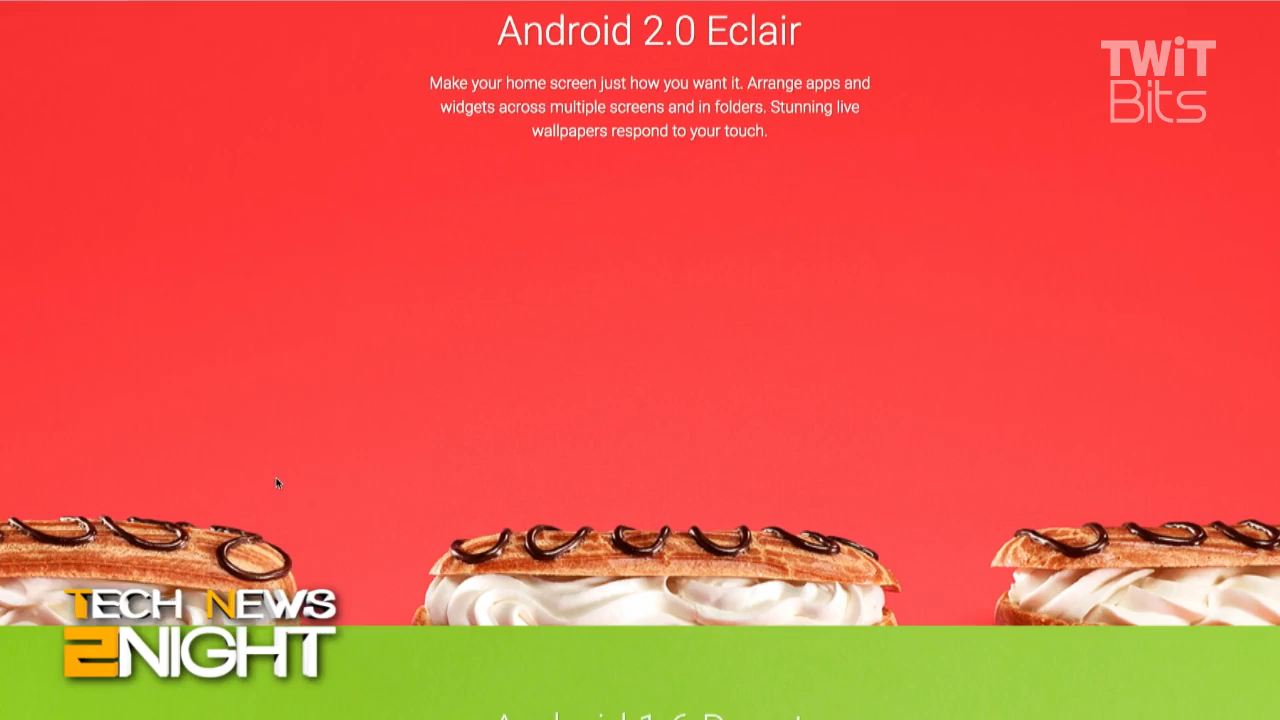 Android 2.0 Eclair
TWiT
Bits
Make your home screen just how you want it. Arrange apps and
widgets across multiple screens and in folders. Stunning live
wallpapers respond to your touch.
TECH NEWS
2NIGHT